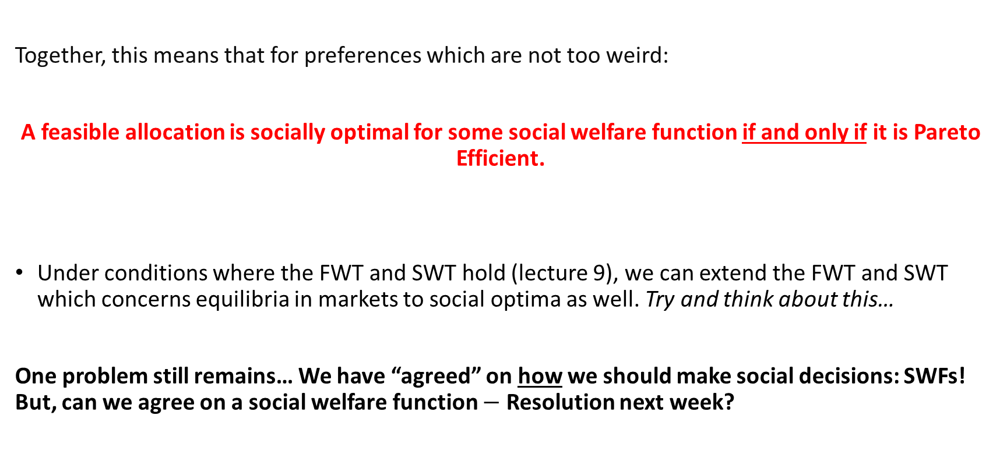 Together, this means that for preferences which are not too weird:
A feasible allocation is socially optimal for some social welfare function if and only if it is Pareto
Efficient.
• Under conditions where the FWT and SWT hold (lecture 9), we can extend the FWT and SWT
which concerns equilibria in markets to social optima as well. Try and think about this…
One problem still remains… We have “agreed” on how we should make social decisions: SWFs!
But, can we agree on a social welfare function – Resolution next week?